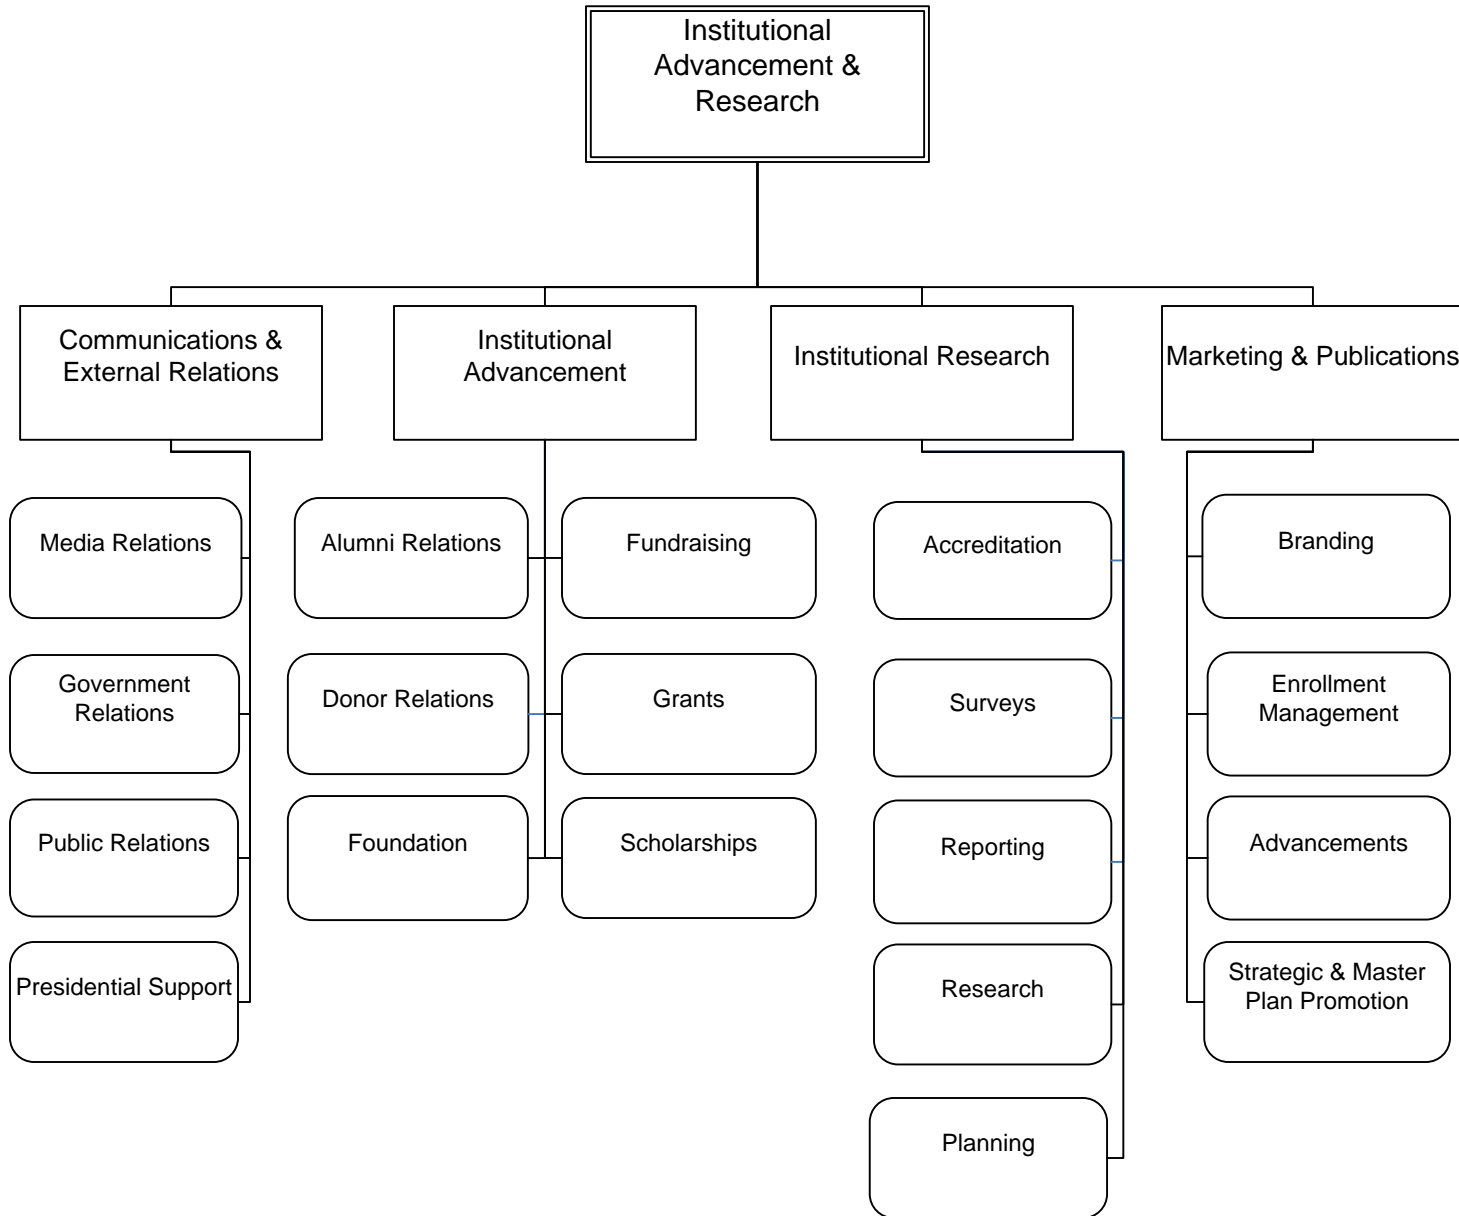 Institutional
Advancement &
Research
Communications &
External Relations
Institutional
Advancement
Institutional Research
Marketing & Publications
Media Relations
Government
Relations
Public Relations
Presidential Support
Alumni Relations
Fundraising
Donor Relations
Grants
Foundation
Scholarships
Accreditation
Surveys
Reporting
Research
Planning
Branding
Enrollment
Management
Advancements
Strategic & Master
Plan Promotion